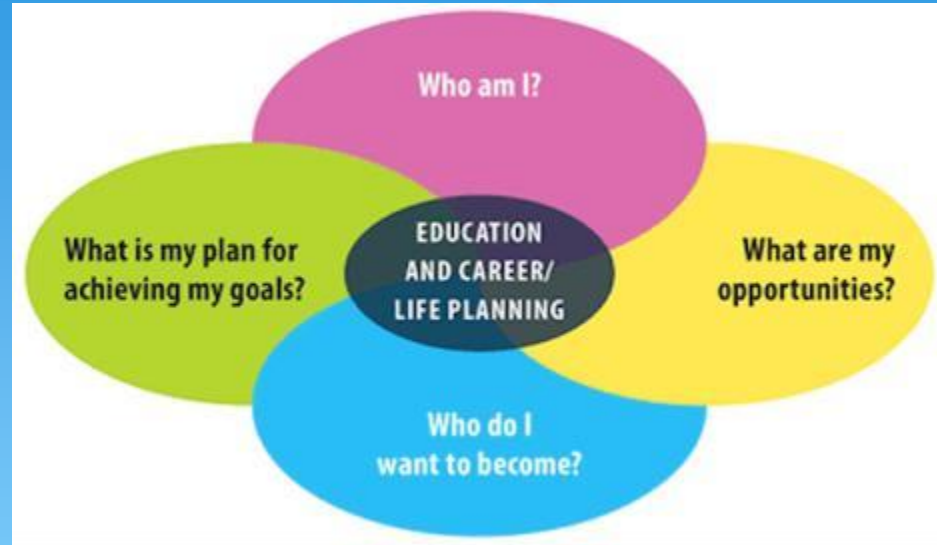 Who am I?
What is my plan for
achieving my goals?
EDUCATION
AND CAREER/
LIFE PLANNING
What are my
opportunities?
Who do I
want to become?